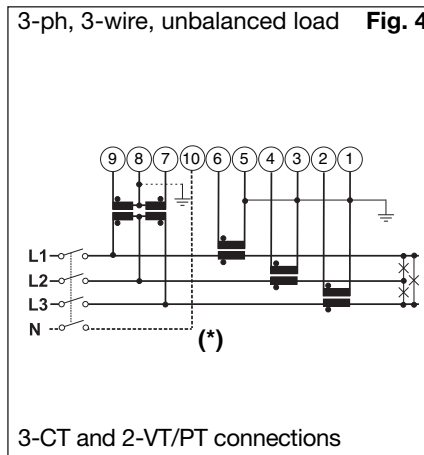 3-ph, 3-wire, unbalanced load Fig. 4
9 8 7 10 6 5 4 3 2 1
L1
L2
L3
N
(*)
3-CT and 2-VT/PT connections